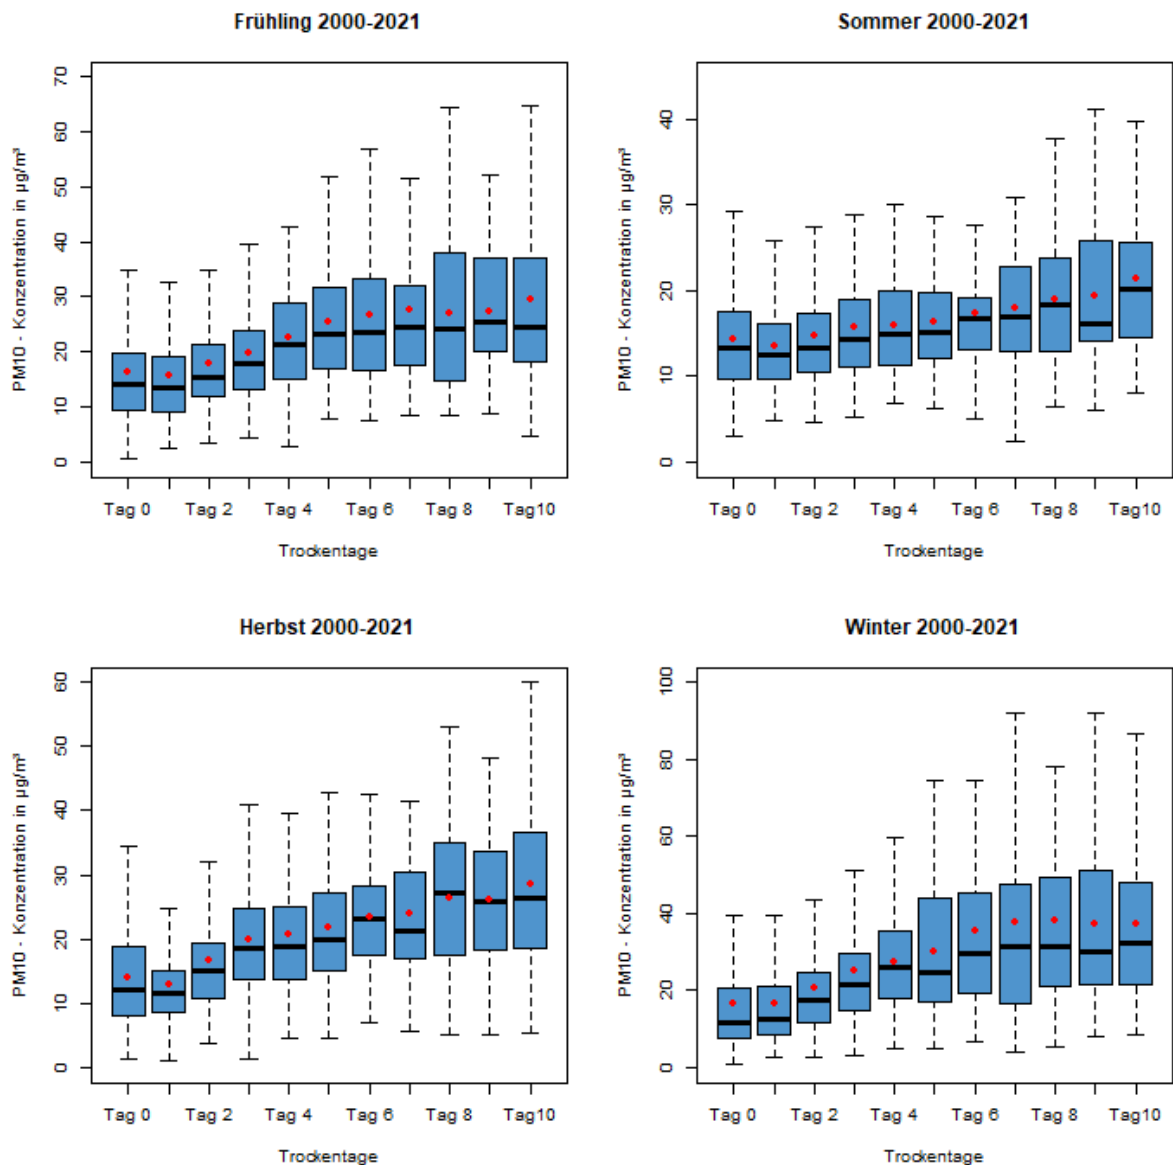 Frühling 2000-2021
PM10 - Konzentration in µg/m³
70
60
50
40
30
20
10
0
Tag 0 Tag 2 Tag 4 Tag 6 Tag 8 Tag10
Trockentage
Sommer 2000-2021
PM10 - Konzentration in µg/m³
40
30
20
10
0
Tag 0 Tag 2 Tag 4 Tag 6 Tag 8 Tag10
Trockentage
Herbst 2000-2021
PM10 - Konzentration in µg/m³
60
50
40
30
20
10
0
Tag 0 Tag 2 Tag 4 Tag 6 Tag 8 Tag10
Trockentage
Winter 2000-2021
PM10 - Konzentration in µg/m³
100
80
60
40
20
0
Tag 0 Tag 2 Tag 4 Tag 6 Tag 8 Tag10
Trockentage